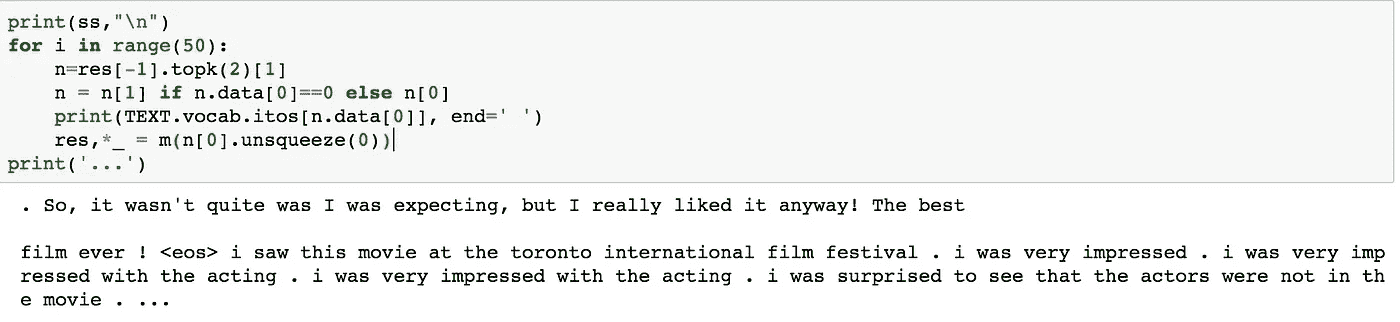 print(ss,"\n")
for i in range(50):
    n=res[-1].topk(2)[1]
    n = n[1] if n.data[0]==0 else n[0]
    print(TEXT.vocab.itos[n.data[0]], end=' ')
    res,*_ = m(n[0].unsqueeze(0))
print('...')
. So, it wasn't quite was I was expecting, but I really liked it anyway! The best
film ever ! <eos> i saw this movie at the toronto international film festival . i was very impressed . i was very imp
ressed with the acting . i was very impressed with the acting . i was surprised to see that the actors were not in th
e movie . ...